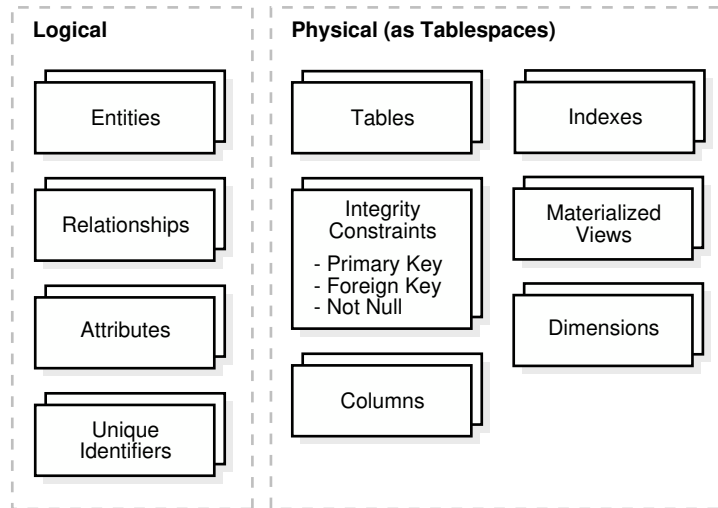 Logical
Entities
Relationships
Attributes
Unique
Identifiers
Physical (as Tablespaces)
Tables
Integrity
Constraints
- Primary Key
- Foreign Key
- Not Null
Columns
Indexes
Materialized
Views
Dimensions